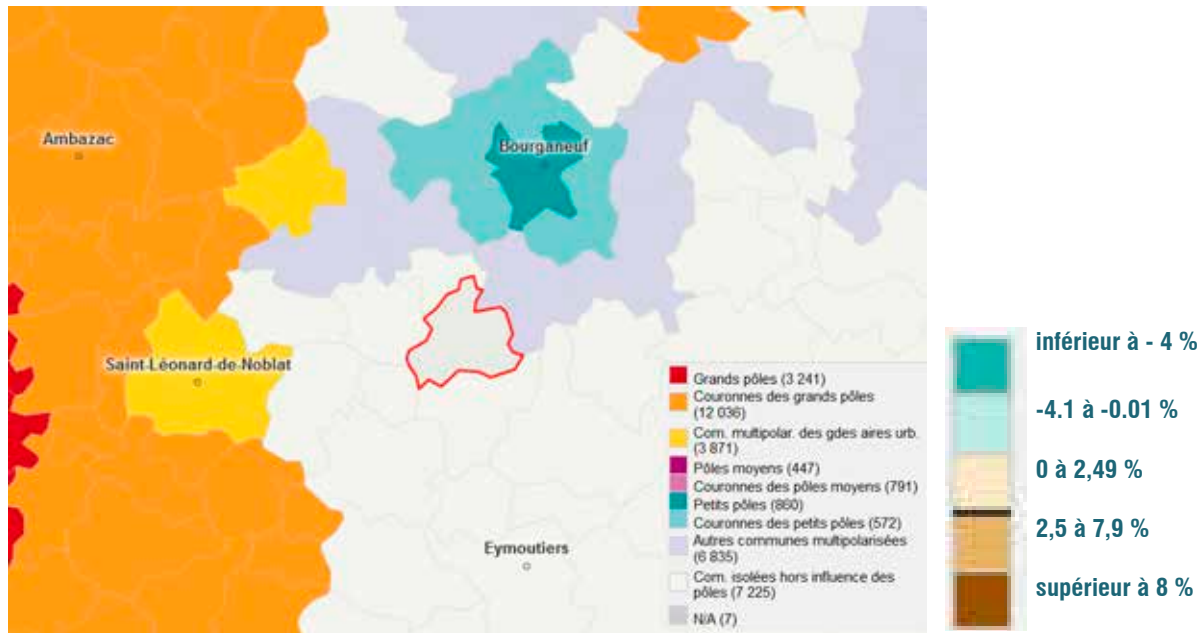 Ambazac
Bourganeuf
Saint-Léonard-de-Noblat
Eymoutiers
Grands pôles (3 241)
Couronnes des grands pôles
(12 036)
Com. multipolar. des gdes aires urb.
(3 871)
Pôles moyens (447)
Couronnes des pôles moyens (791)
Petits pôles (860)
Couronnes des petits pôles (572)
Autres communes multipolarisées
(6 835)
Com. isolées hors influence des
pôles (7 225)
N/A (7)
inférieur à - 4 %
-4.1 à -0.01 %
0 à 2,49 %
2,5 à 7,9 %
supérieur à 8 %